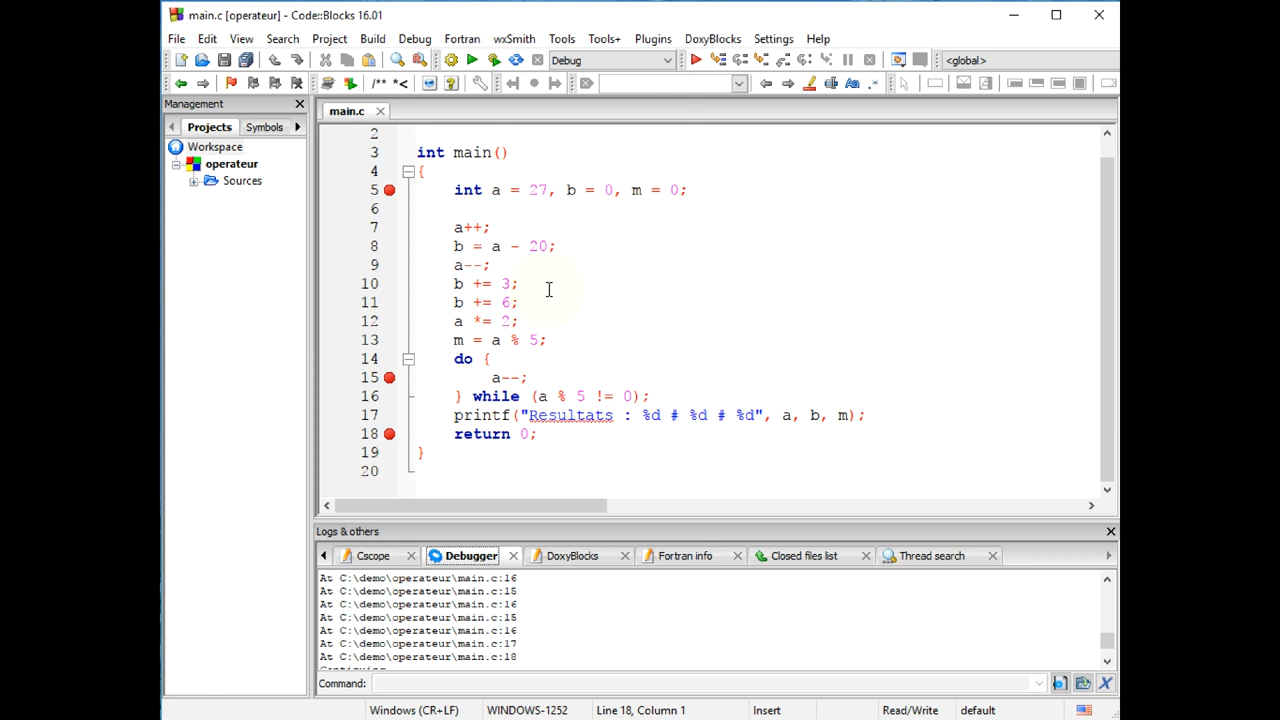 main.c [operateur] - Code::Blocks 16.01
File Edit View Search Project Build Debug Fortran wxSmith Tools Tools+ Plugins DoxyBlocks Settings Help
Debug <global>
/** *<
Management
main.c
Projects Symbols
Workspace
operateur
Sources
2
3 int main()
4 {
5 int a = 27, b = 0, m = 0;
6
7 a++;
8 b = a - 20;
9 a--;
10 b += 3;
11 b += 6;
12 a *= 2;
13 m = a % 5;
14 do {
15 a--;
16 } while (a % 5 != 0);
17 printf("Resultats : %d # %d # %d", a, b, m);
18 return 0;
19 }
20
Logs & others
Cscope Debugger DoxyBlocks Fortran info Closed files list Thread search
At C:\demo\operateur\main.c:16
At C:\demo\operateur\main.c:15
At C:\demo\operateur\main.c:16
At C:\demo\operateur\main.c:15
At C:\demo\operateur\main.c:16
At C:\demo\operateur\main.c:17
At C:\demo\operateur\main.c:18
Continuing
Command:
Windows (CR+LF) WINDOWS-1252 Line 18, Column 1 Insert Read/Write default